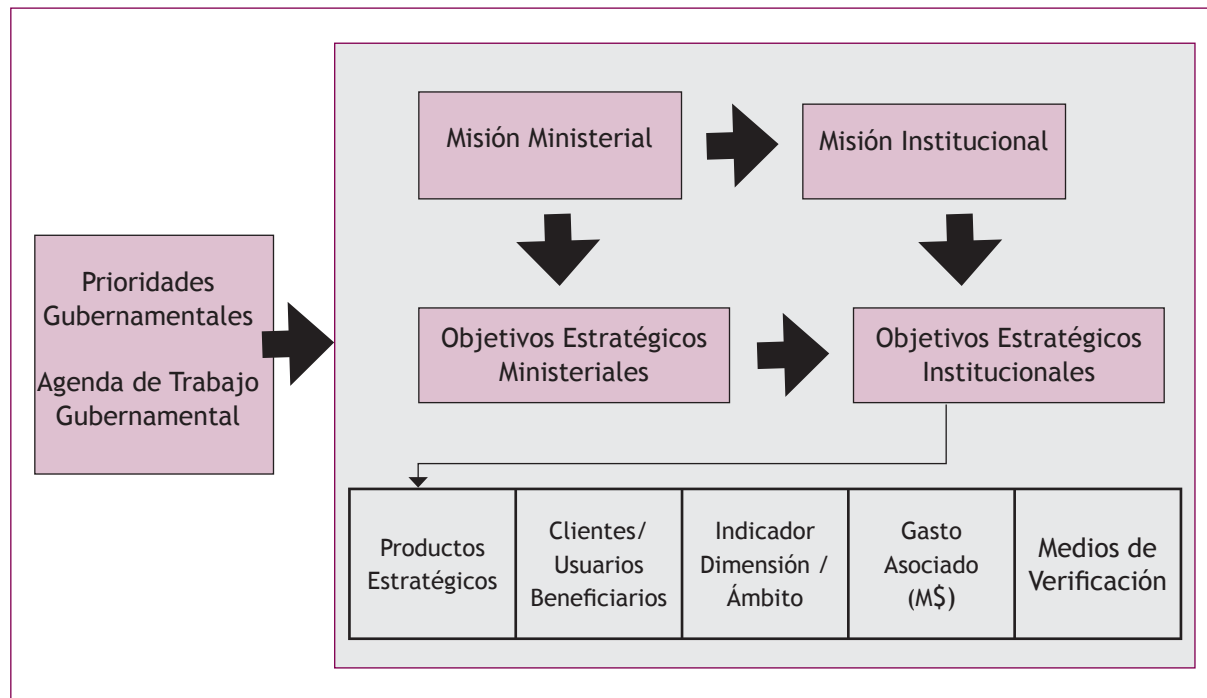 Misión Ministerial
Misión Institucional
Prioridades
Gubernamentales
Agenda de Trabajo
Gubernamental
Objetivos Estratégicos
Ministeriales
Objetivos Estratégicos
Institucionales
Productos
Estratégicos
Clientes/
Usuarios
Beneficiarios
Indicador
Dimensión /
Ámbito
Gasto
Asociado
(M$)
Medios de
Verificación